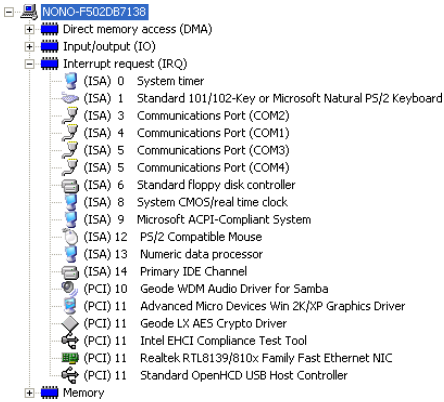 NONO-F502DB7138
Direct memory access (DMA)
Input/output (IO)
Interrupt request (IRQ)
(ISA) 0 System timer
(ISA) 1 Standard 101/102-Key or Microsoft Natural PS/2 Keyboard
(ISA) 3 Communications Port (COM2)
(ISA) 4 Communications Port (COM1)
(ISA) 5 Communications Port (COM3)
(ISA) 5 Communications Port (COM4)
(ISA) 6 Standard floppy disk controller
(ISA) 8 System CMOS/real time clock
(ISA) 9 Microsoft ACPI-Compliant System
(ISA) 12 PS/2 Compatible Mouse
(ISA) 13 Numeric data processor
(ISA) 14 Primary IDE Channel
(PCI) 10 Geode WDM Audio Driver for Samba
(PCI) 11 Advanced Micro Devices Win 2K/XP Graphics Driver
(PCI) 11 Geode LX AES Crypto Driver
(PCI) 11 Intel EHCI Compliance Test Tool
(PCI) 11 Realtek RTL8139/810x Family Fast Ethernet NIC
(PCI) 11 Standard OpenHCD USB Host Controller
Memory